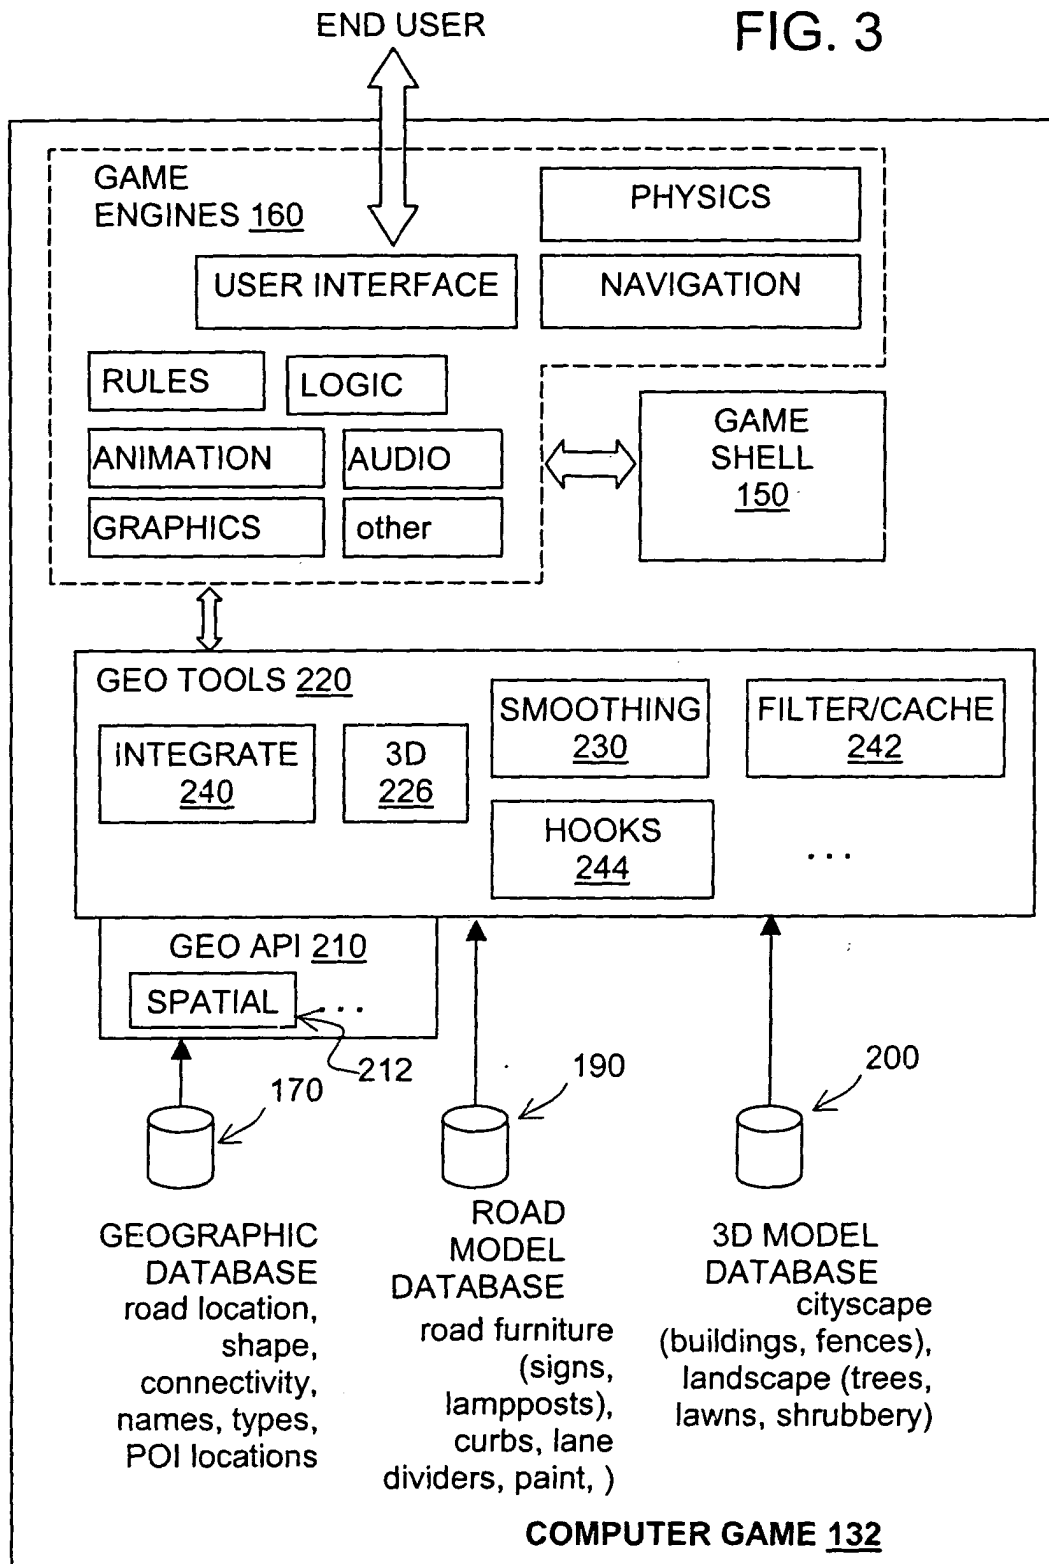 END USER
FIG. 3
GAME
ENGINES 160
PHYSICS
USER INTERFACE
NAVIGATION
RULES
LOGIC
ANIMATION
AUDIO
GRAPHICS
other
GAME
SHELL
150
GEO TOOLS 220
INTEGRATE
240
3D
226
SMOOTHING
230
FILTER/CACHE
242
HOOKS
244
. . .
GEO API 210
SPATIAL
. . .
212
170
190
200
GEOGRAPHIC
DATABASE
road location,
shape,
connectivity,
names, types,
POI locations
ROAD
MODEL
DATABASE
road furniture
(signs,
lampposts),
curbs, lane
dividers, paint, )
3D MODEL
DATABASE
cityscape
(buildings, fences),
landscape (trees,
lawns, shrubbery)
COMPUTER GAME 132